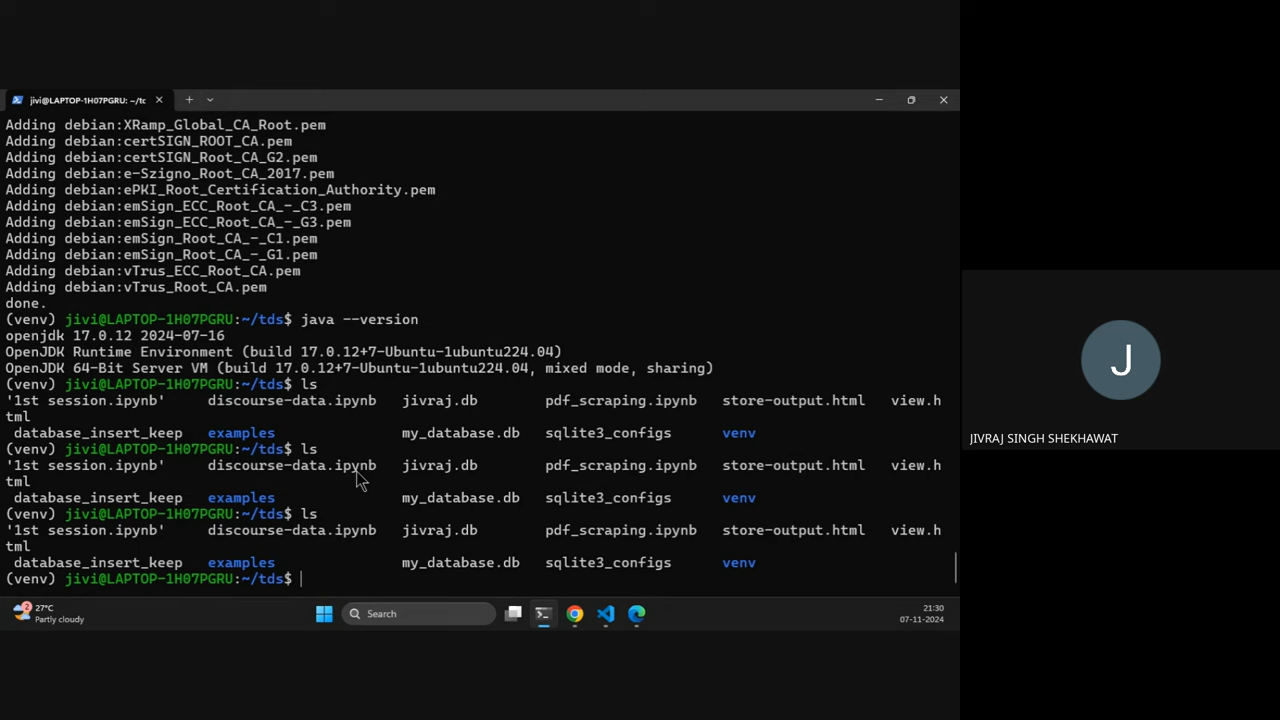 jivi@LAPTOP-1H07PGRU: ~/tc
Adding debian:XRamp_Global_CA_Root.pem
Adding debian:certSIGN_ROOT_CA.pem
Adding debian:certSIGN_Root_CA_G2.pem
Adding debian:e-Szigno_Root_CA_2017.pem
Adding debian:ePKI_Root_Certification_Authority.pem
Adding debian:emSign_ECC_Root_CA_-_C3.pem
Adding debian:emSign_ECC_Root_CA_-_G3.pem
Adding debian:emSign_Root_CA_-_C1.pem
Adding debian:emSign_Root_CA_-_G1.pem
Adding debian:vTrus_ECC_Root_CA.pem
Adding debian:vTrus_Root_CA.pem
done.
(venv) jivi@LAPTOP-1H07PGRU:~/tds$ java --version
openjdk 17.0.12 2024-07-16
OpenJDK Runtime Environment (build 17.0.12+7-Ubuntu-1ubuntu224.04)
OpenJDK 64-Bit Server VM (build 17.0.12+7-Ubuntu-1ubuntu224.04, mixed mode, sharing)
(venv) jivi@LAPTOP-1H07PGRU:~/tds$ ls
'1st session.ipynb' discourse-data.ipynb jivraj.db pdf_scraping.ipynb store-output.html view.h
tml
database_insert_keep examples my_database.db sqlite3_configs venv
(venv) jivi@LAPTOP-1H07PGRU:~/tds$ ls
'1st session.ipynb' discourse-data.ipynb jivraj.db pdf_scraping.ipynb store-output.html view.h
tml
database_insert_keep examples my_database.db sqlite3_configs venv
(venv) jivi@LAPTOP-1H07PGRU:~/tds$ ls
'1st session.ipynb' discourse-data.ipynb jivraj.db pdf_scraping.ipynb store-output.html view.h
tml
database_insert_keep examples my_database.db sqlite3_configs venv
(venv) jivi@LAPTOP-1H07PGRU:~/tds$
2
27°C
Partly cloudy
Search
21:30
07-11-2024
J
JIVRAJ SINGH SHEKHAWAT